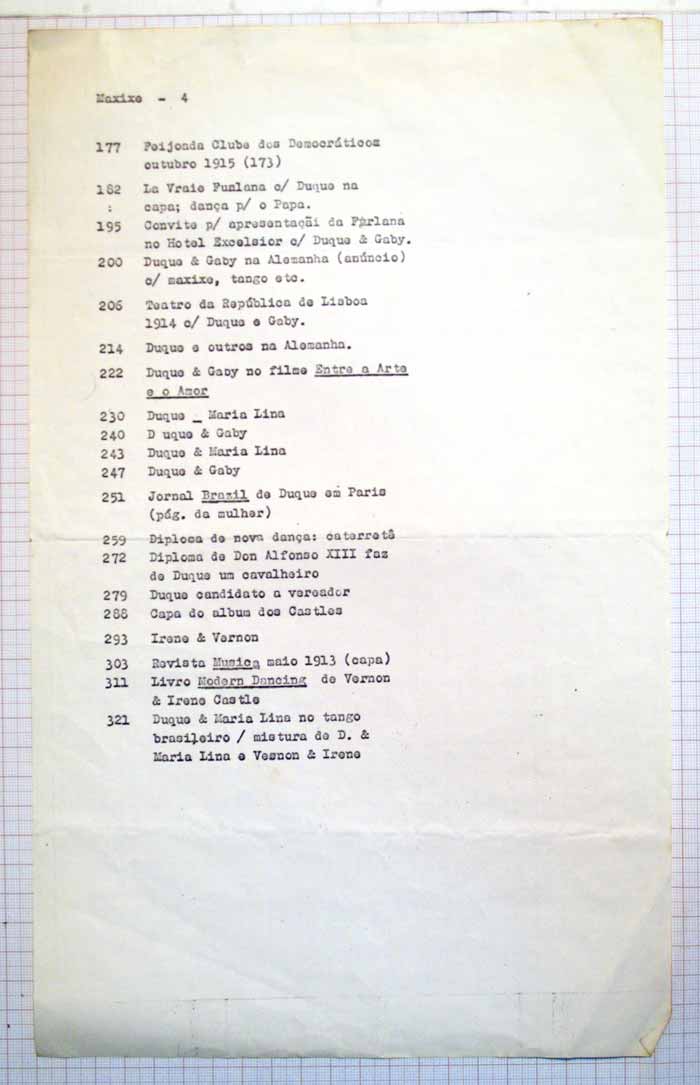 Maxixe - 4
177 Feijoada Clube dos Democráticos
outubro 1915 (173)
182 La Vraie Furlana c/ Duque na
: capa; dança p/ o Papa.
195 Convite p/ apresentaçãi da Fµrlana
no Hotel Excelsior c/ Duque & Gaby.
200 Duque & Gaby na Alemanha (anúncio)
c/ maxixe, tango etc.
206 Teatro da República de Lisboa
1914 c/ Duque e Gaby.
214 Duque e outros na Alemanha.
222 Duque & Gaby no filme Entre a Arte
e o Amor
230 Duque _ Maria Lina
240 D uque & Gaby
243 Duque & Maria Lina
247 Duque & Gaby
251 Jornal Brazil de Duque em Paris
(pág. da mulher)
259 Diploma de nova dança: caterretê
272 Diploma de Don Alfonso XIII faz
de Duque um cavalheiro
279 Duque candidato a vereador
288 Capa do album dos Castles
293 Irene & Vernon
303 Revista Musica maio 1913 (capa)
311 Livro Modern Dancing de Vernon
& Irene Castle
321 Duque & Maria Lina no tango
brasileiro / mistura de D. &
Maria Lina e Vesnon & Irene